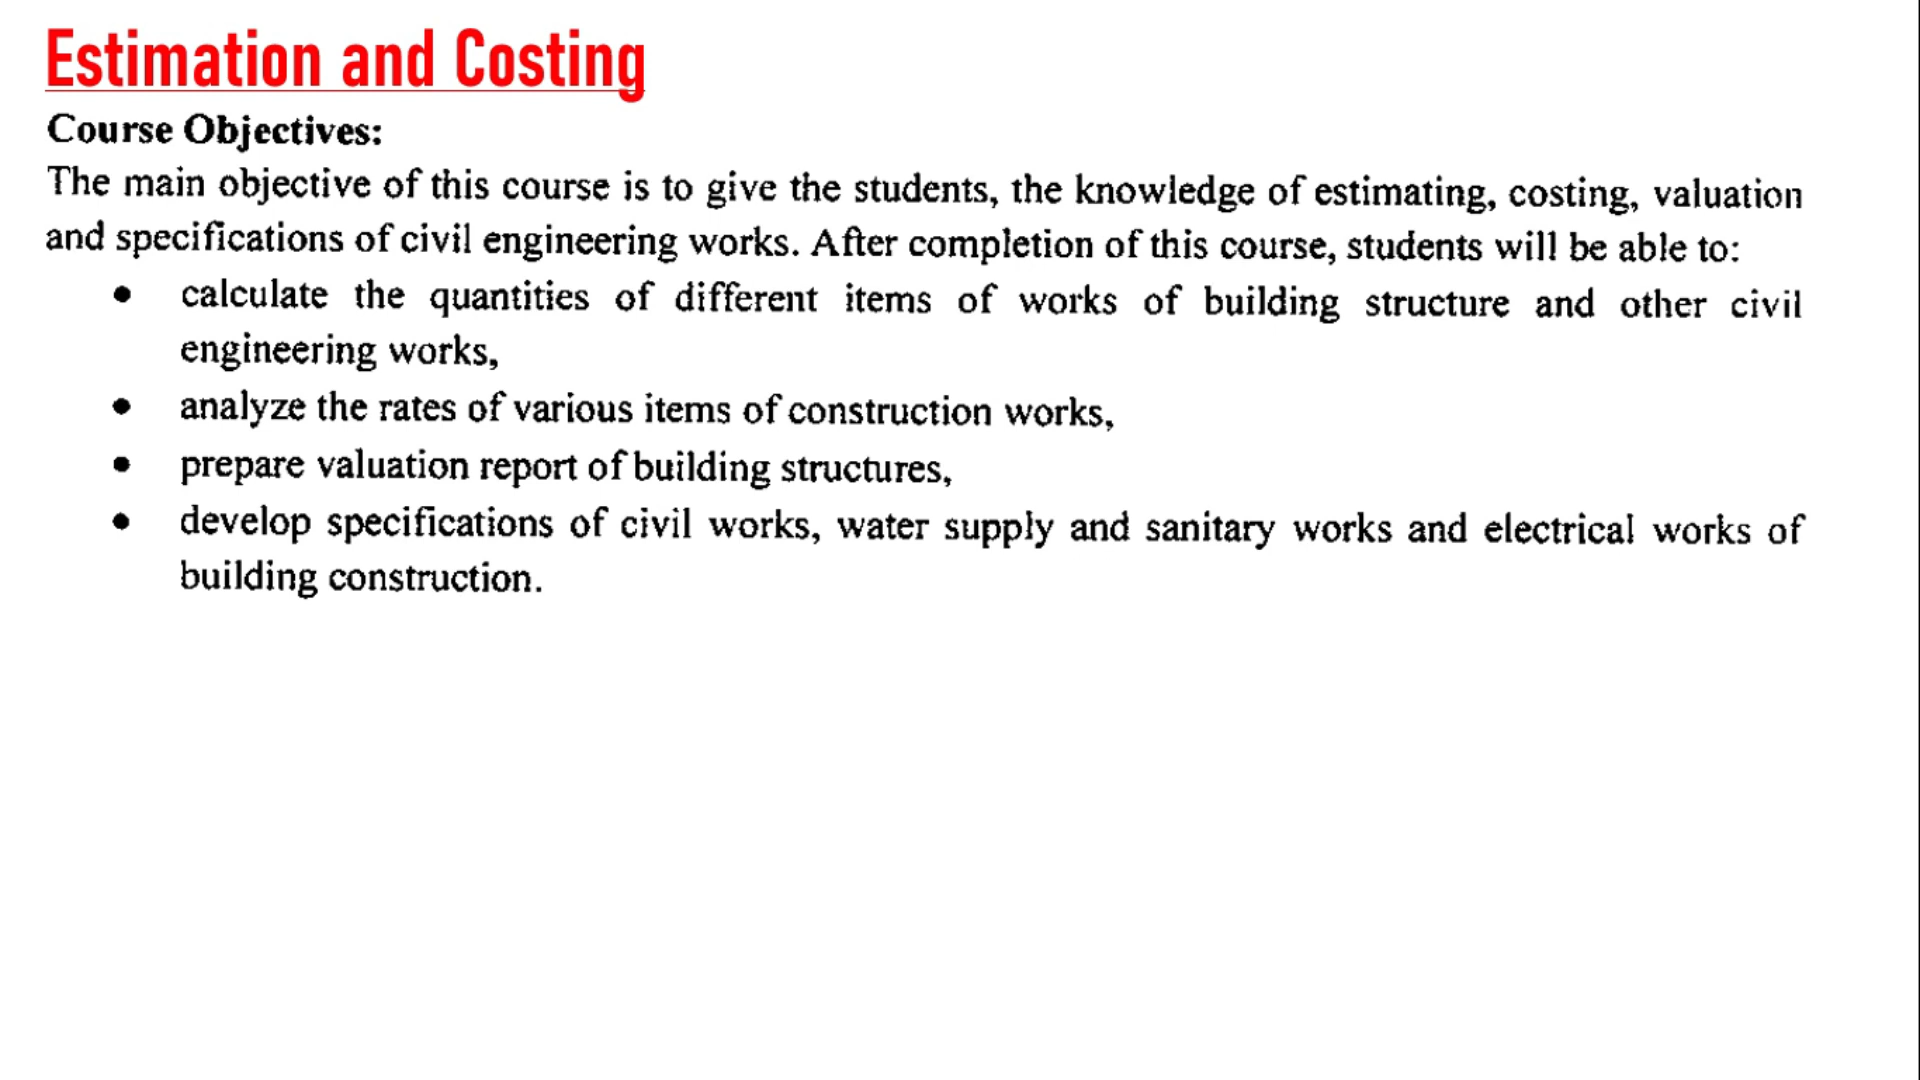 Estimation and Costing
Course Objectives:
The main objective of this course is to give the students, the knowledge of estimating, costing, valuation
and specifications of civil engineering works. After completion of this course, students will be able to:
• calculate the quantities of different items of works of building structure and other civil
engineering works,
• analyze the rates of various items of construction works,
• prepare valuation report of building structures,
• develop specifications of civil works, water supply and sanitary works and electrical works of
building construction.